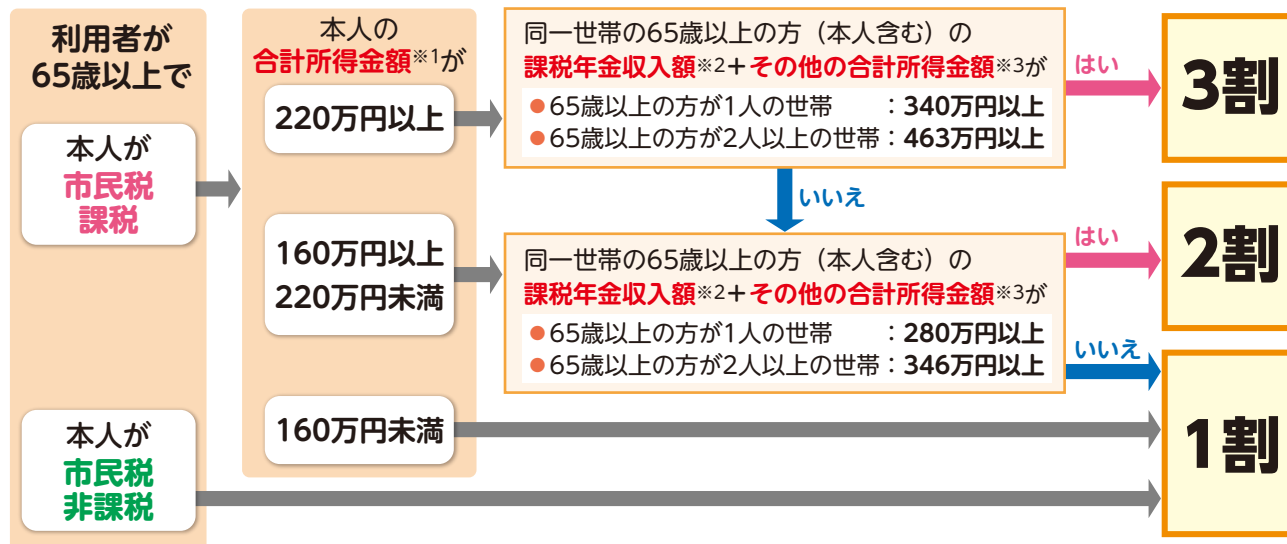 利用者が
65歳以上で
本人が
市民税
課税
本人が
市民税
非課税
本人の
合計所得金額※1が
220万円以上
160万円以上
220万円未満
160万円未満
同一世帯の65歳以上の方（本人含む）の
課税年金収入額※2＋その他の合計所得金額※3が
●65歳以上の方が1人の世帯　　：340万円以上
●65歳以上の方が2人以上の世帯：463万円以上
はい
いいえ
同一世帯の65歳以上の方（本人含む）の
課税年金収入額※2＋その他の合計所得金額※3が
●65歳以上の方が1人の世帯　　：280万円以上
●65歳以上の方が2人以上の世帯：346万円以上
はい
いいえ
3割
2割
1割